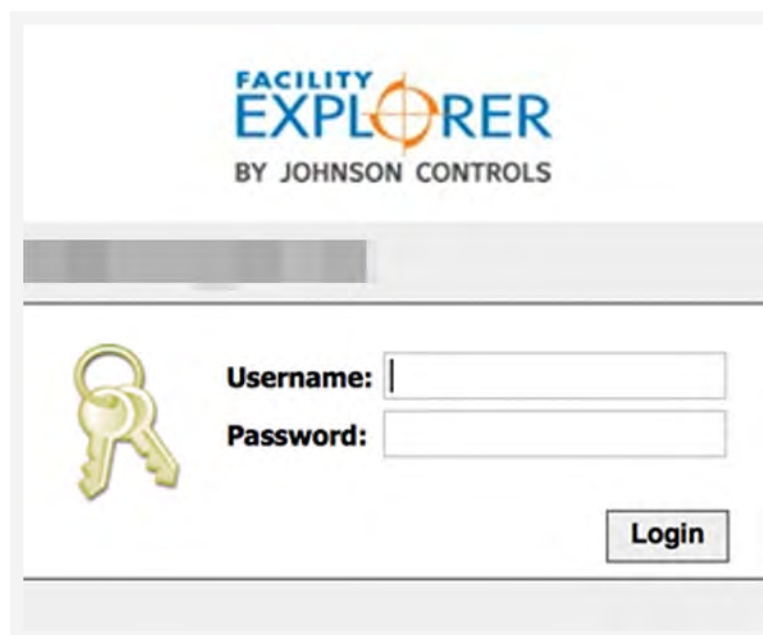 FACILITY
EXPLORER
BY JOHNSON CONTROLS
Username:
Password:
Login